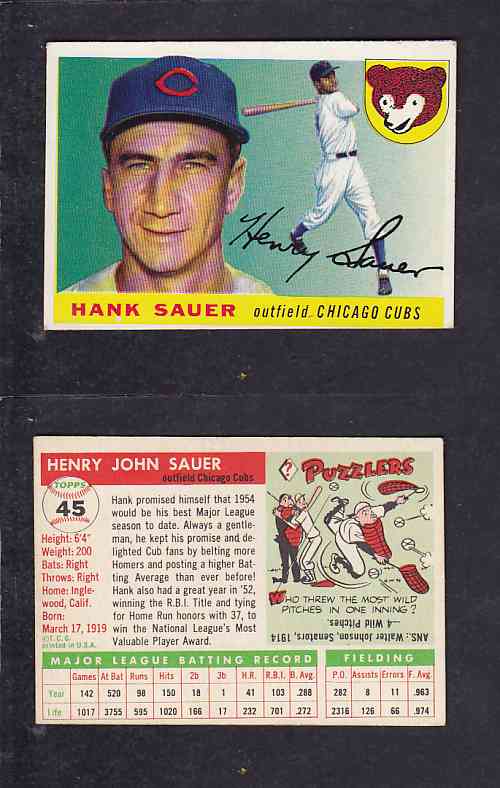 C
Henry Sauer
HANK SAUER outfield CHICAGO CUBS
HENRY JOHN SAUER
outfield Chicago Cubs
TOPPS
45
Height: 6'4"
Weight: 200
Bats: Right
Throws: Right
Home: Ingle-
wood, Calif.
Born:
March 17, 1919
©T. C. G.
printed in U.S.A.
Hank promised himself that 1954
would be his best Major League
season to date. Always a gentle-
man, he kept his promise and de-
lighted Cub fans by belting more
Homers and posting a higher Bat-
ting Average than ever before!
Hank also had a great year in '52,
winning the R.B.I. Title and tying
for Home Run honors with 37, to
win the National League's Most
Valuable Player Award.
?
PUZZLERS
WHO THREW THE MOST WILD
PITCHES IN ONE INNING?
ANS. Walter Johnson, Senators, 1914
—4 Wild Pitches.
MAJOR LEAGUE BATTING RECORD FIELDING
Games At Bat Runs Hits 2b 3b H.R. R.B.I. B. Avg. P.O. Assists Errors F. Avg.
Year 142 520 98 150 18 1 41 103 .288 282 8 11 .963
Life 1017 3755 595 1020 166 17 232 701 .272 2316 126 66 .974